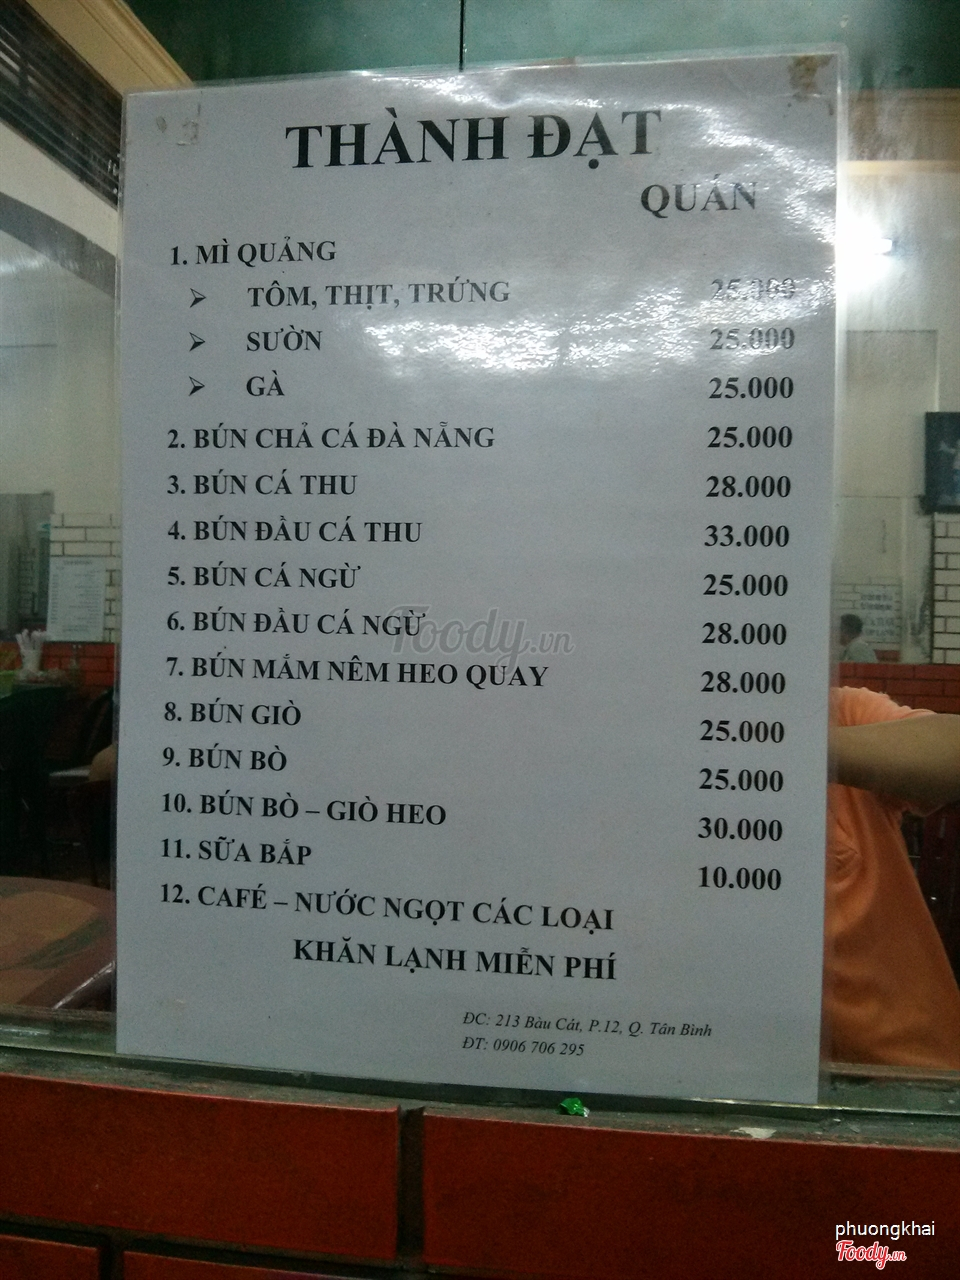 THÀNH ĐẠT
QUÁN
1. MÌ QUẢNG
➢ TÔM, THỊT, TRỨNG 25.000
➢ SƯỜN 25.000
➢ GÀ 25.000
2. BÚN CHẢ CÁ ĐÀ NẴNG 25.000
3. BÚN CÁ THU 28.000
4. BÚN ĐẦU CÁ THU 33.000
5. BÚN CÁ NGỪ 25.000
6. BÚN ĐẦU CÁ NGỪ 28.000
7. BÚN MẮM NÊM HEO QUAY 28.000
8. BÚN GIÒ 25.000
9. BÚN BÒ 25.000
10. BÚN BÒ – GIÒ HEO 30.000
11. SỮA BẮP 10.000
12. CAFÉ – NƯỚC NGỌT CÁC LOẠI
KHĂN LẠNH MIỄN PHÍ
ĐC: 213 Bàu Cát, P.12, Q. Tân Bình
ĐT: 0906 706 295
Foody.vn
phuongkhai
Foody.vn